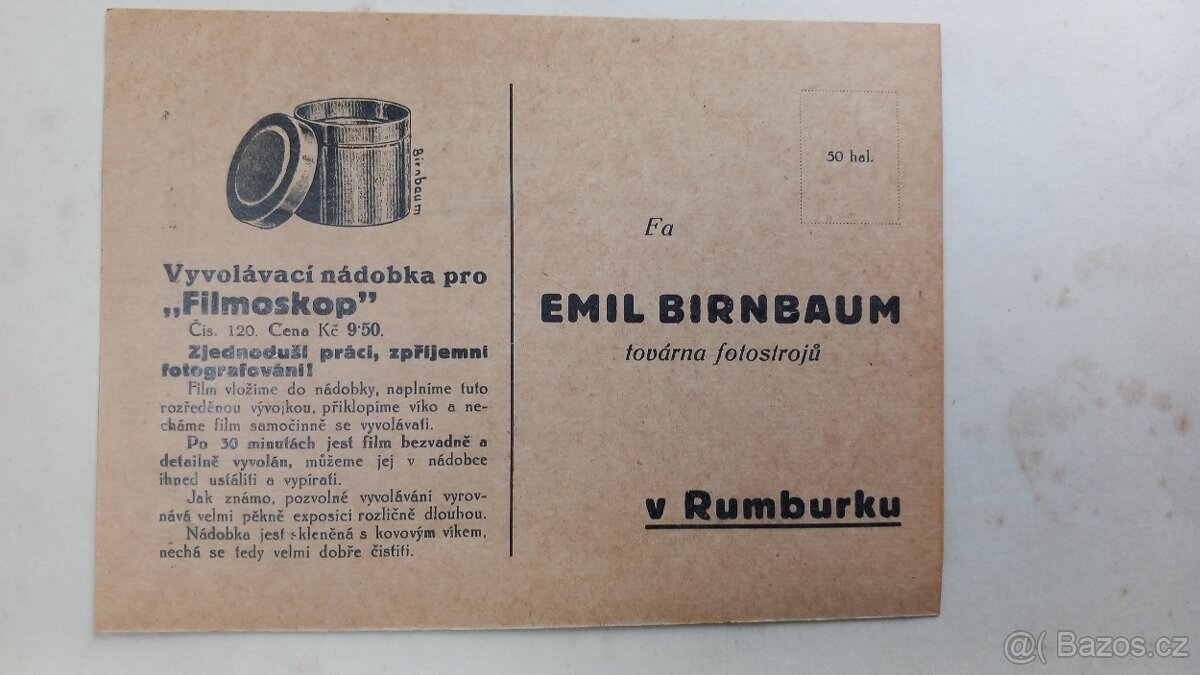 Birnbaum
Vyvolávací nádobka pro
„Filmoskop”
Čís. 120. Cena Kč 9·50.
Zjednoduší práci, zpříjemní
fotografování!
Film vložíme do nádobky, naplníme tuto
rozředěnou vývojkou, přiklopíme víko a ne-
cháme film samočinně se vyvolávati.
Po 30 minutách jest film bezvadně a
detailně vyvolán, můžeme jej v nádobce
ihned ustáliti a vypírati.
Jak známo, pozvolné vyvolávání vyrov-
nává velmi pěkně exposici rozličně dlouhou.
Nádobka jest skleněná s kovovým víkem,
nechá se tedy velmi dobře čistiti.
50 hal.
Fa
EMIL BIRNBAUM
továrna fotostrojů
v Rumburku
@( Bazos.cz